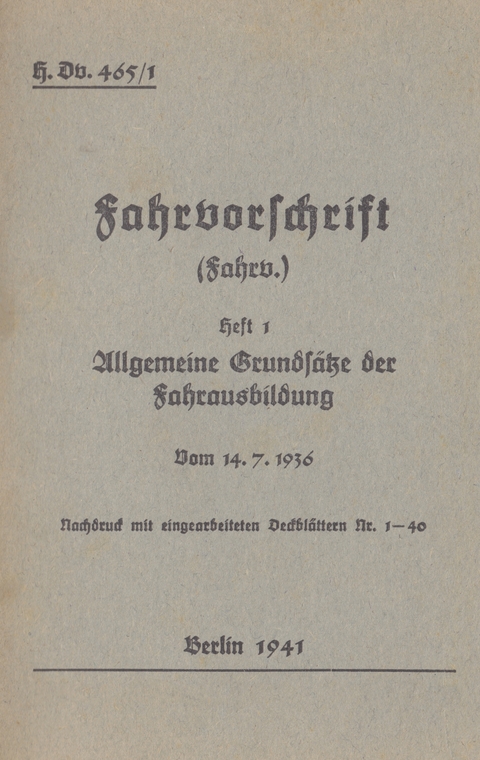 H. Dv. 465/1
Fahrvorschrift
(Fahrv.)
Heft 1
Allgemeine Grundsätze der
Fahrausbildung
Vom 14. 7. 1936
Nachdruck mit eingearbeiteten Deckblättern Nr. 1—40
Berlin 1941